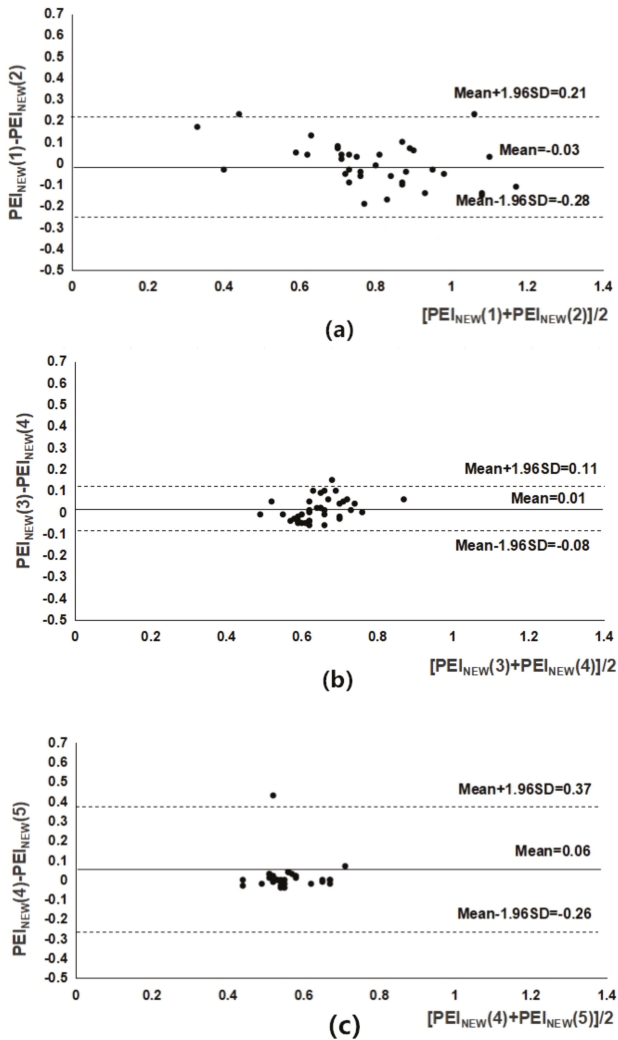 0.7
0.6
0.5
0.4
0.3
0.2
0.1
0
-0.1
-0.2
-0.3
-0.4
-0.5
PEINEW(1)-PEINEW(2)
Mean+1.96SD=0.21
Mean=-0.03
Mean-1.96SD=-0.28
0 0.2 0.4 0.6 0.8 1 1.2 1.4
[PEINEW(1)+PEINEW(2)]/2
(a)
0.7
0.6
0.5
0.4
0.3
0.2
0.1
0
-0.1
-0.2
-0.3
-0.4
-0.5
PEINEW(3)-PEINEW(4)
Mean+1.96SD=0.11
Mean=0.01
Mean-1.96SD=-0.08
0 0.2 0.4 0.6 0.8 1 1.2 1.4
[PEINEW(3)+PEINEW(4)]/2
(b)
0.7
0.6
0.5
0.4
0.3
0.2
0.1
0
-0.1
-0.2
-0.3
-0.4
-0.5
PEINEW(4)-PEINEW(5)
Mean+1.96SD=0.37
Mean=0.06
Mean-1.96SD=-0.26
0 0.2 0.4 0.6 0.8 1 1.2 1.4
[PEINEW(4)+PEINEW(5)]/2
(c)